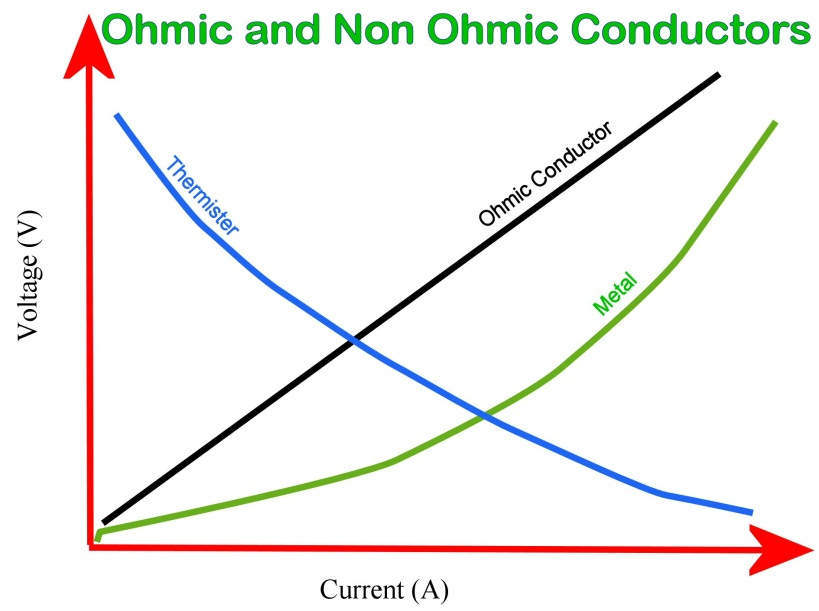 Ohmic and Non Ohmic Conductors
Thermister
Ohmic Conductor
Metal
Voltage (V)
Current (A)